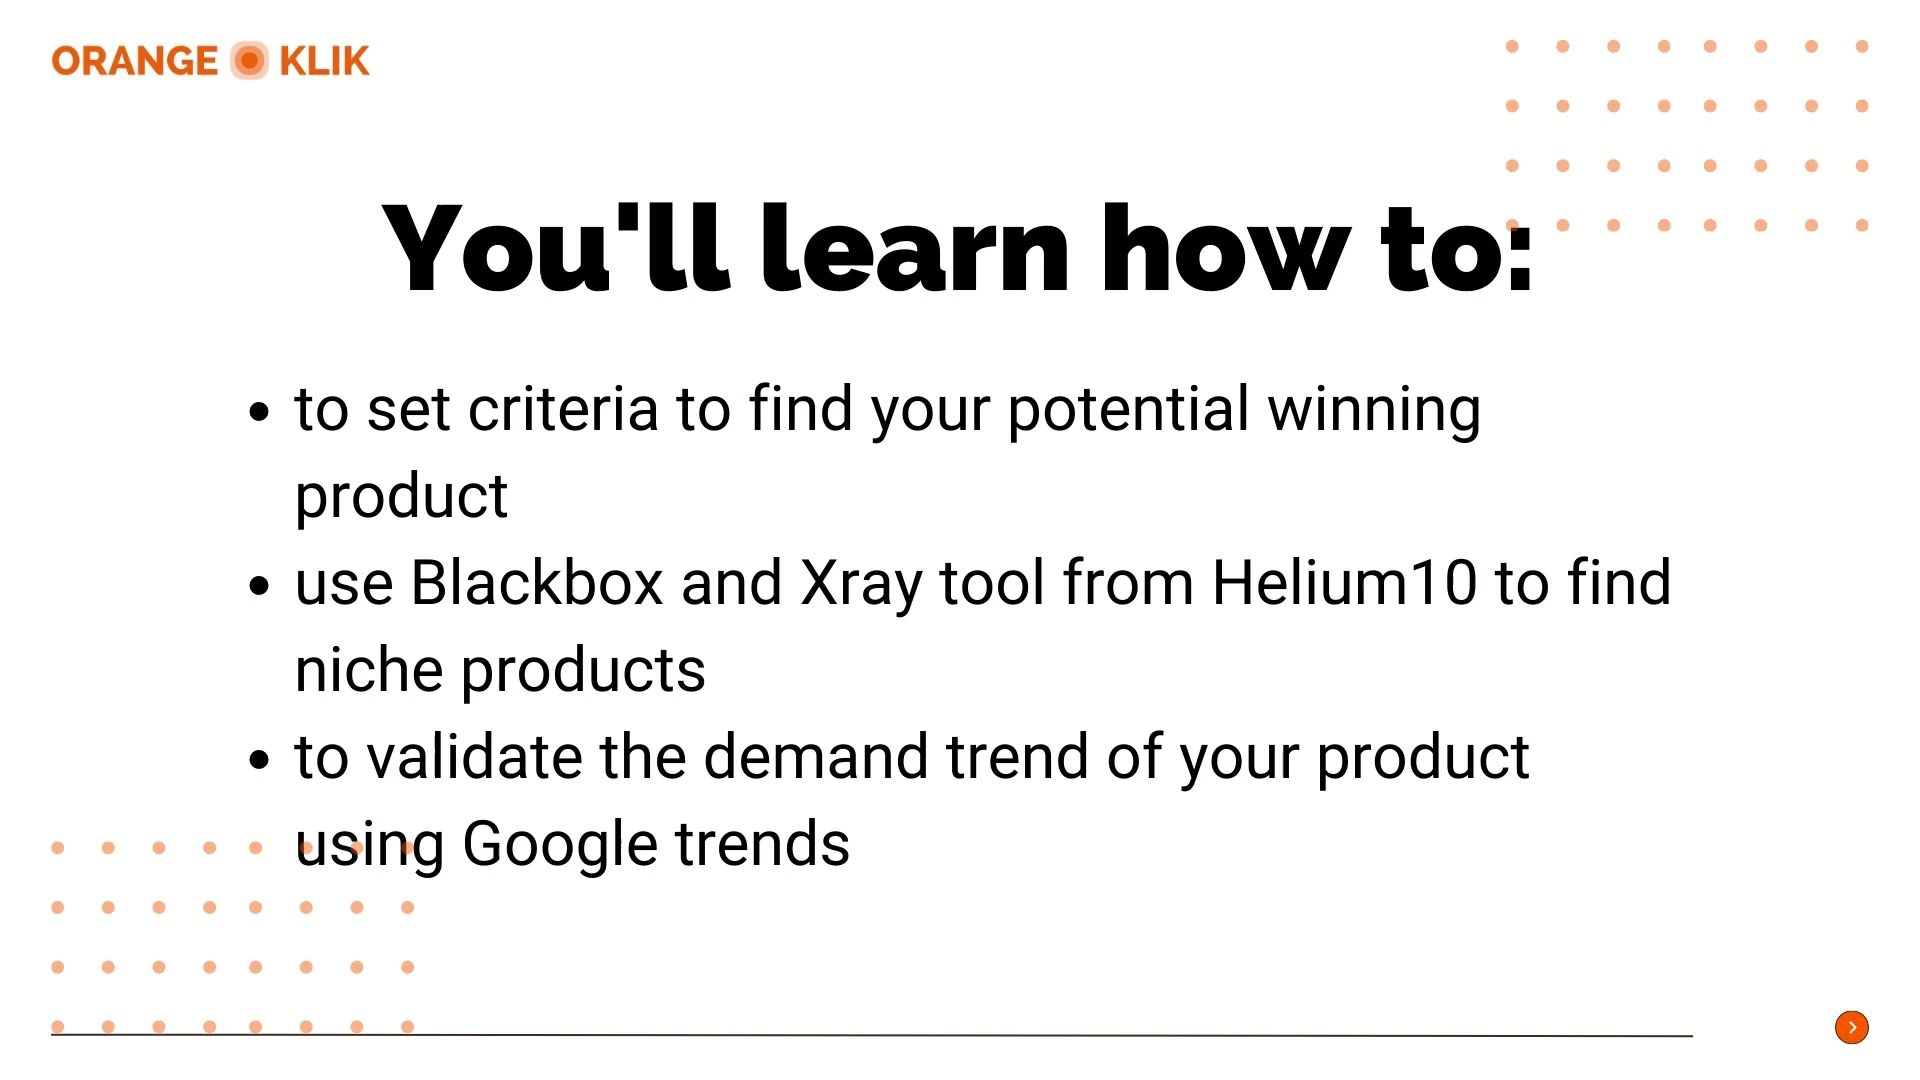 ORANGE KLIK
You'll learn how to:
• to set criteria to find your potential winning
product
• use Blackbox and Xray tool from Helium10 to find
niche products
• to validate the demand trend of your product
using Google trends